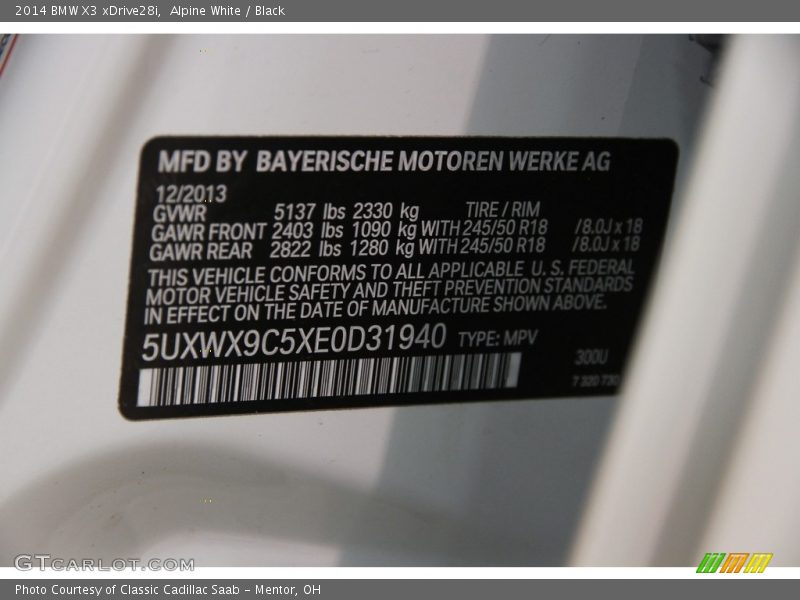 2014 BMW X3 xDrive28i, Alpine White / Black
MFD BY BAYERISCHE MOTOREN WERKE AG
12/2013
GVWR 5137 lbs 2330 kg TIRE / RIM
GAWR FRONT 2403 lbs 1090 kg WITH 245/50 R18 /8.0J x 18
GAWR REAR 2822 lbs 1280 kg WITH 245/50 R18 /8.0J x 18
THIS VEHICLE CONFORMS TO ALL APPLICABLE U. S. FEDERAL
MOTOR VEHICLE SAFETY AND THEFT PREVENTION STANDARDS
IN EFFECT ON THE DATE OF MANUFACTURE SHOWN ABOVE.
5UXWX9C5XE0D31940 TYPE: MPV
300U
7 320 730
GTcarlot.com
Photo Courtesy of Classic Cadillac Saab - Mentor, OH